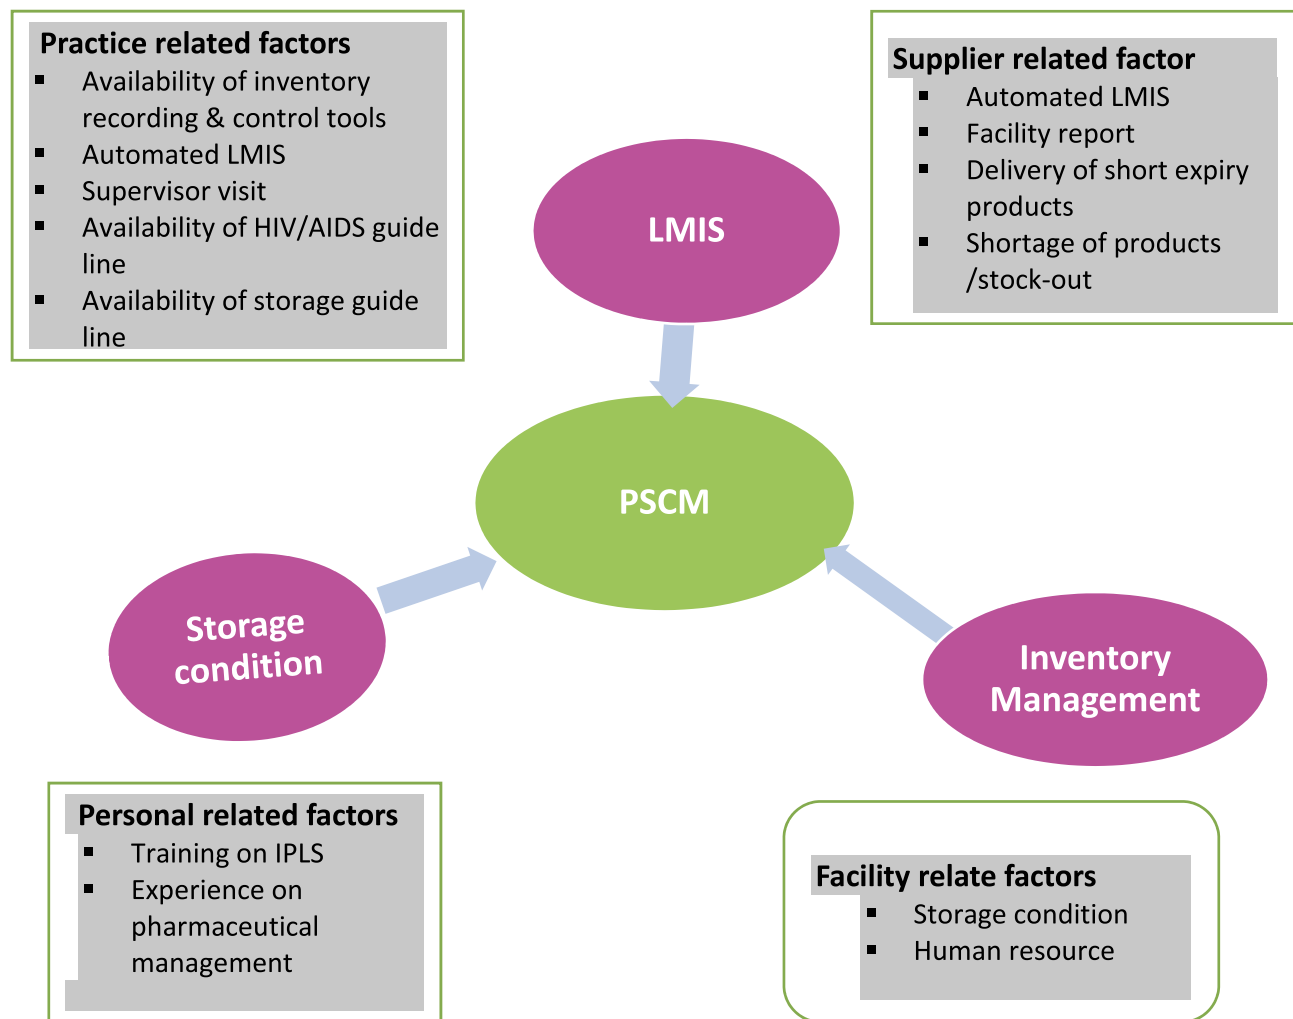 Practice related factors
▪ Availability of inventory
recording & control tools
▪ Automated LMIS
▪ Supervisor visit
▪ Availability of HIV/AIDS guide
line
▪ Availability of storage guide
line
Supplier related factor
▪ Automated LMIS
▪ Facility report
▪ Delivery of short expiry
products
▪ Shortage of products
/stock-out
LMIS
PSCM
Storage
condition
Inventory
Management
Personal related factors
▪ Training on IPLS
▪ Experience on
pharmaceutical
management
Facility relate factors
▪ Storage condition
▪ Human resource